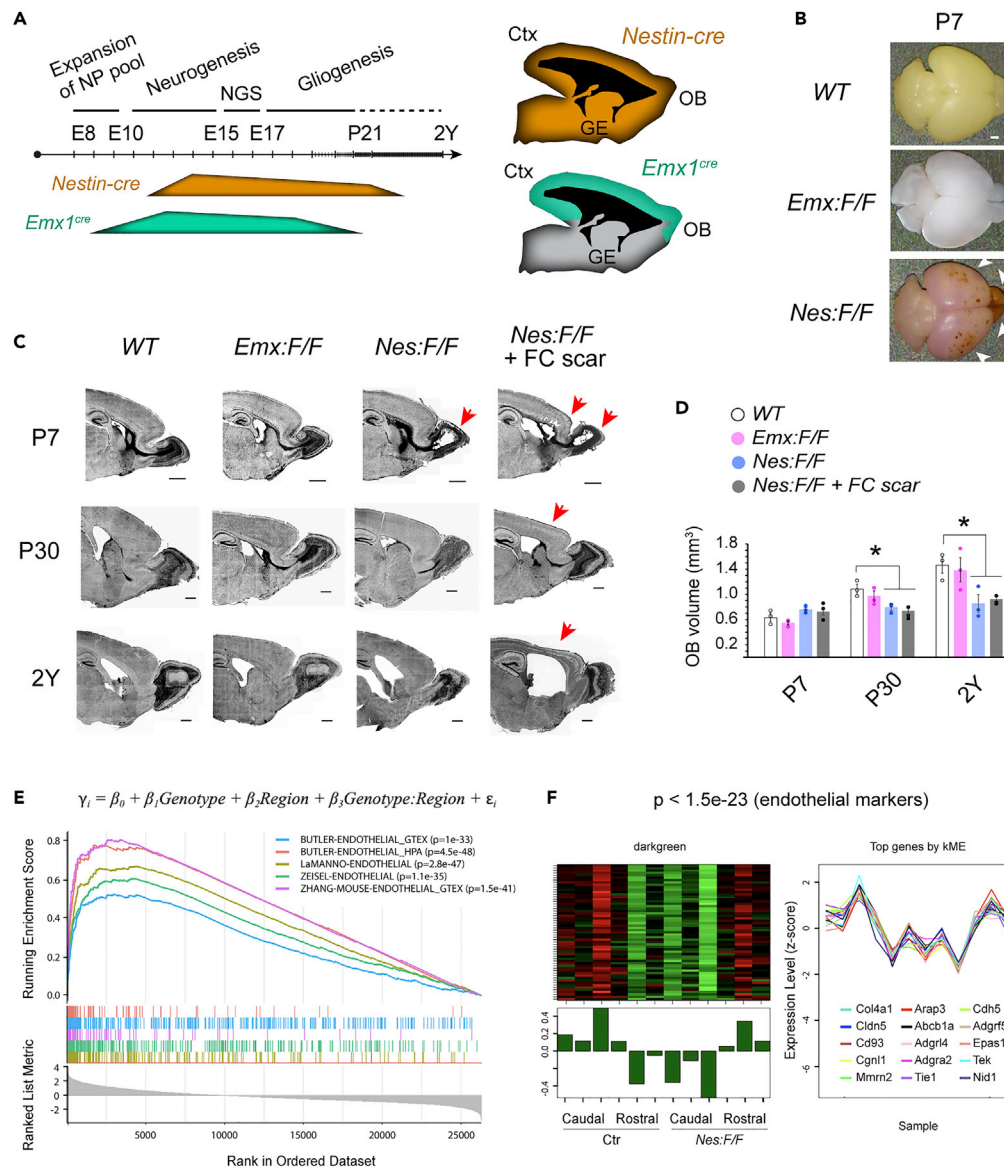 A
Expansion
of NP pool
Neurogenesis
NGS
Gliogenesis
E8 E10 E15 E17 P21 2Y
Nestin-cre
Emx1cre
Ctx
Nestin-cre
OB
GE
Ctx
Emx1cre
OB
GE
B
P7
WT
Emx:F/F
Nes:F/F
C
WT Emx:F/F Nes:F/F Nes:F/F
+ FC scar
P7
P30
2Y
D
WT
Emx:F/F
Nes:F/F
Nes:F/F + FC scar
OB volume (mm3)
1.8
1.4
1.0
0.6
0.2
*
*
P7 P30 2Y
E
γi = β0 + β1Genotype + β2Region + β3Genotype:Region + εi
Running Enrichment Score
0.8
0.6
0.4
0.2
0.0
BUTLER-ENDOTHELIAL_GTEX (p=1e-33)
BUTLER-ENDOTHELIAL_HPA (p=4.5e-48)
LaMANNO-ENDOTHELIAL (p=2.8e-47)
ZEISEL-ENDOTHELIAL (p=1.1e-35)
ZHANG-MOUSE-ENDOTHELIAL_GTEX (p=1.5e-41)
Ranked List Metric
4
2
0
-2
5000 10000 15000 20000 25000
Rank in Ordered Dataset
F
p < 1.5e-23 (endothelial markers)
darkgreen
0.4
0.0
-0.4
Caudal Rostral Caudal Rostral
Ctr Nes:F/F
Top genes by kME
Expression Level (z-score)
2
0
-2
-4
-6
Col4a1 Arap3 Cdh5
Cldn5 Abcb1a Adgrf5
Cd93 Adgrl4 Epas1
Cgnl1 Adgra2 Tek
Mmrn2 Tie1 Nid1
Sample